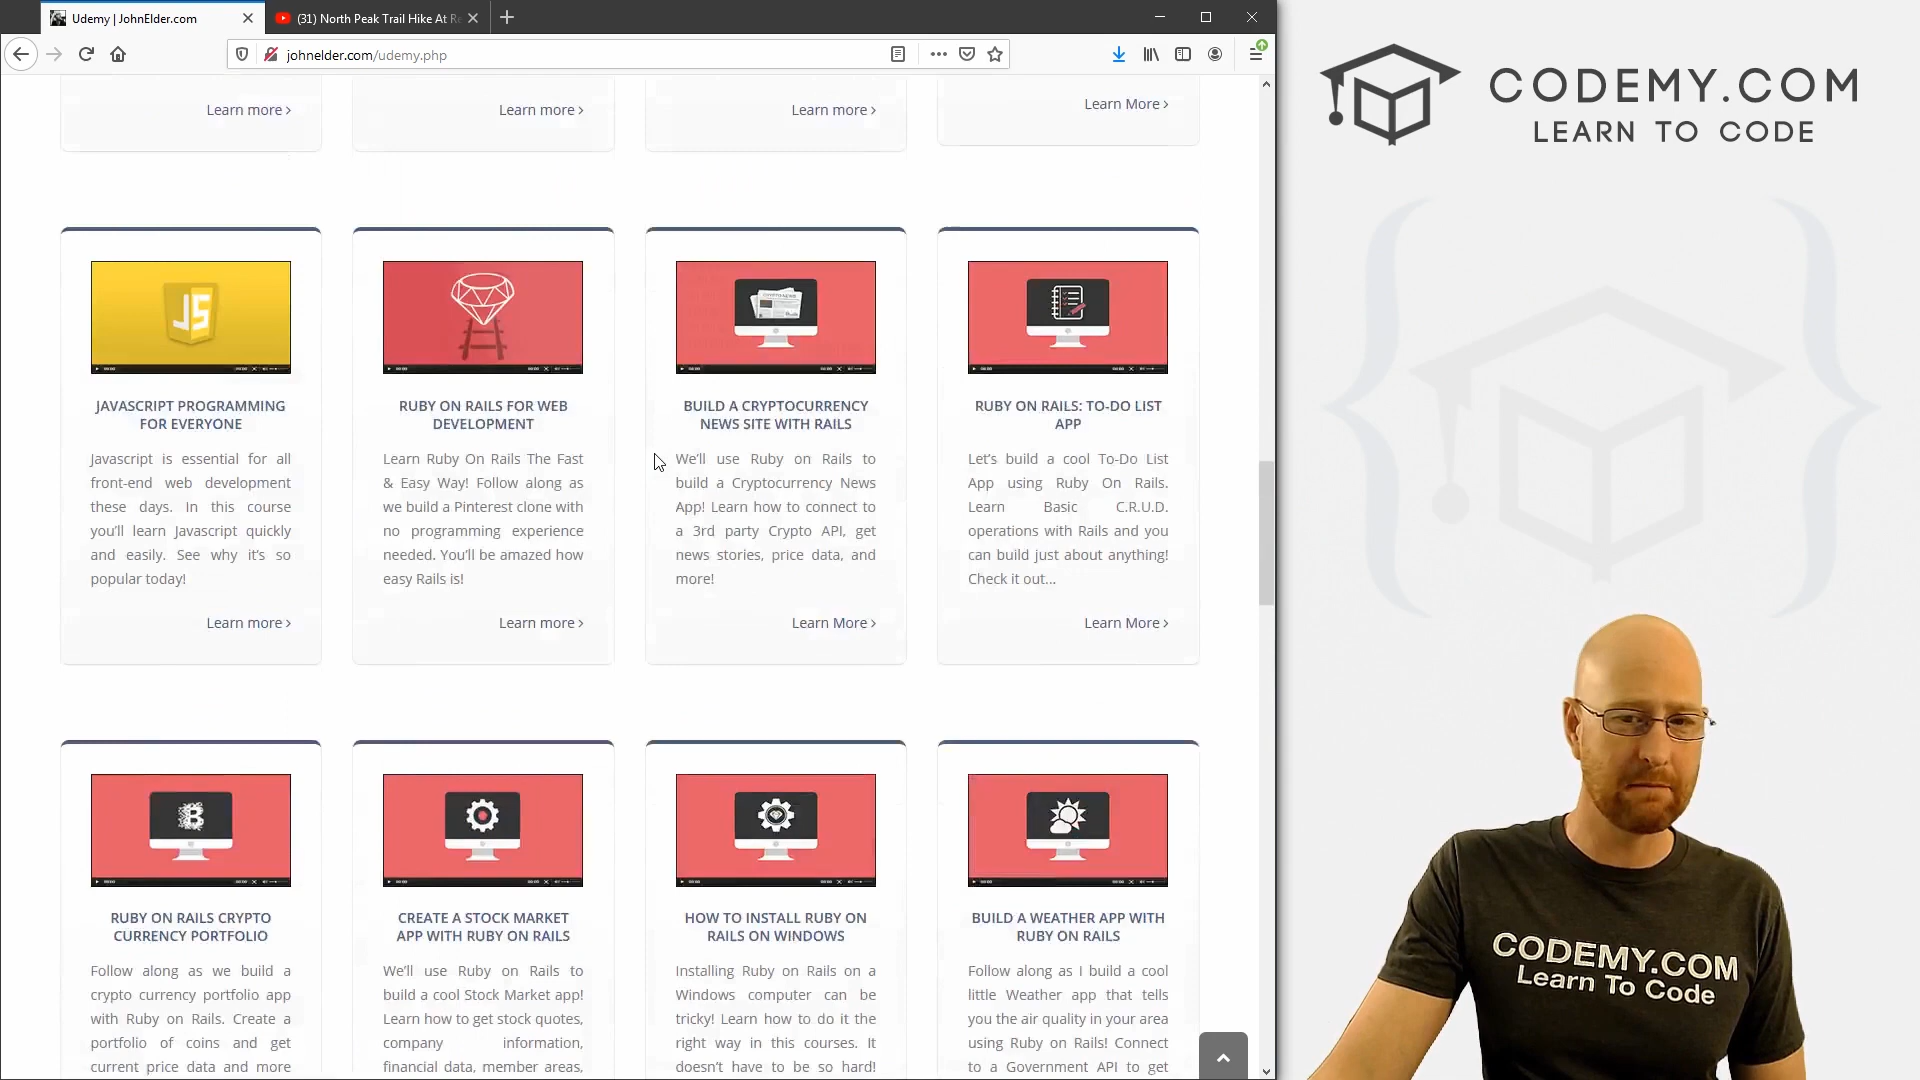 Udemy | JohnElder.com
(31) North Peak Trail Hike At Re
johnelder.com/udemy.php
CODEMY.COM
LEARN TO CODE
Learn more ›
Learn more ›
Learn more ›
Learn More ›
JS
JAVASCRIPT PROGRAMMING
FOR EVERYONE
Javascript is essential for all
front-end web development
these days. In this course
you'll learn Javascript quickly
and easily. See why it's so
popular today!
Learn more ›
RUBY ON RAILS FOR WEB
DEVELOPMENT
Learn Ruby On Rails The Fast
& Easy Way! Follow along as
we build a Pinterest clone with
no programming experience
needed. You'll be amazed how
easy Rails is!
Learn more ›
BUILD A CRYPTOCURRENCY
NEWS SITE WITH RAILS
We'll use Ruby on Rails to
build a Cryptocurrency News
App! Learn how to connect to
a 3rd party Crypto API, get
news stories, price data, and
more!
Learn More ›
RUBY ON RAILS: TO-DO LIST
APP
Let's build a cool To-Do List
App using Ruby On Rails.
Learn Basic C.R.U.D.
operations with Rails and you
can build just about anything!
Check it out...
Learn More ›
RUBY ON RAILS CRYPTO
CURRENCY PORTFOLIO
Follow along as we build a
crypto currency portfolio app
with Ruby on Rails. Create a
portfolio of coins and get
current price data and more
CREATE A STOCK MARKET
APP WITH RUBY ON RAILS
We'll use Ruby on Rails to
build a cool Stock Market app!
Learn how to get stock quotes,
company information,
financial data, member areas,
HOW TO INSTALL RUBY ON
RAILS ON WINDOWS
Installing Ruby on Rails on a
Windows computer can be
tricky! Learn how to do it the
right way in this courses. It
doesn't have to be so hard!
BUILD A WEATHER APP WITH
RUBY ON RAILS
Follow along as I build a cool
little Weather app that tells
you the air quality in your area
using Ruby on Rails! Connect
to a Government API to get
CODEMY.COM
Learn To Code